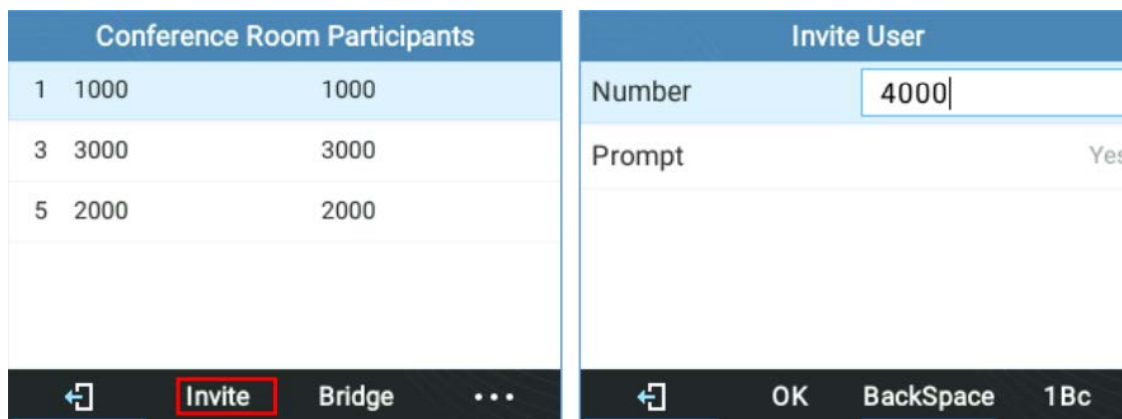 Conference Room Participants
1 1000 1000
3 3000 3000
5 2000 2000
Invite Bridge ...
Invite User
Number 4000
Prompt Yes
OK BackSpace 1Bc